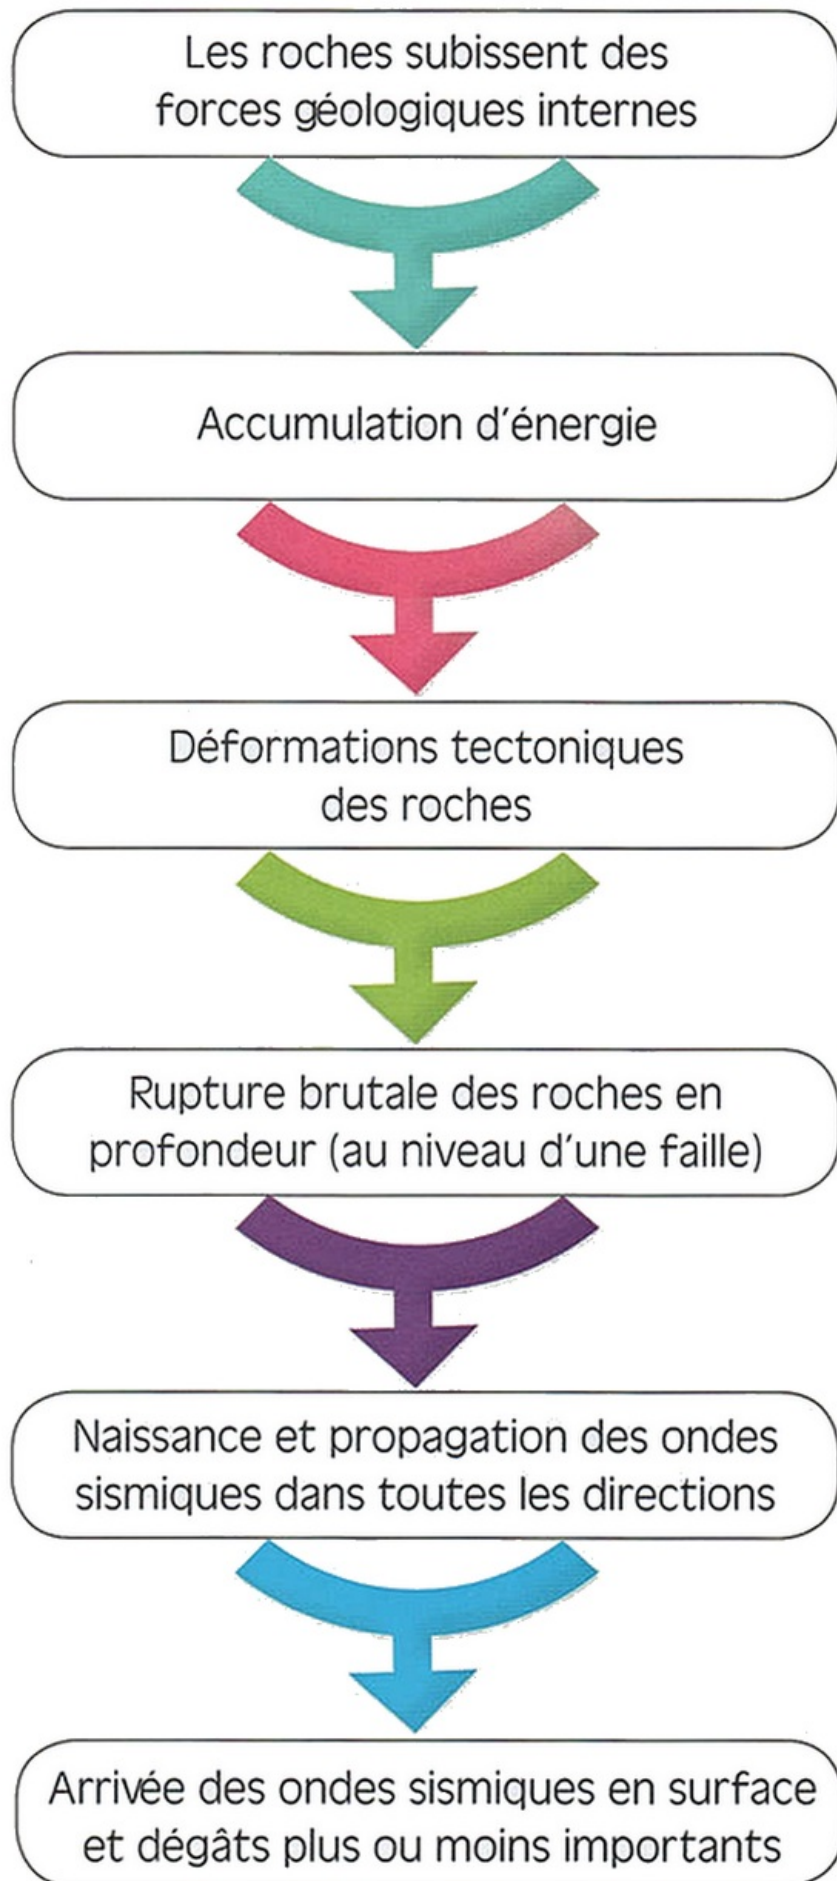 Les roches subissent des
forces géologiques internes
Accumulation d'énergie
Déformations tectoniques
des roches
Rupture brutale des roches en
profondeur (au niveau d'une faille)
Naissance et propagation des ondes
sismiques dans toutes les directions
Arrivée des ondes sismiques en surface
et dégâts plus ou moins importants